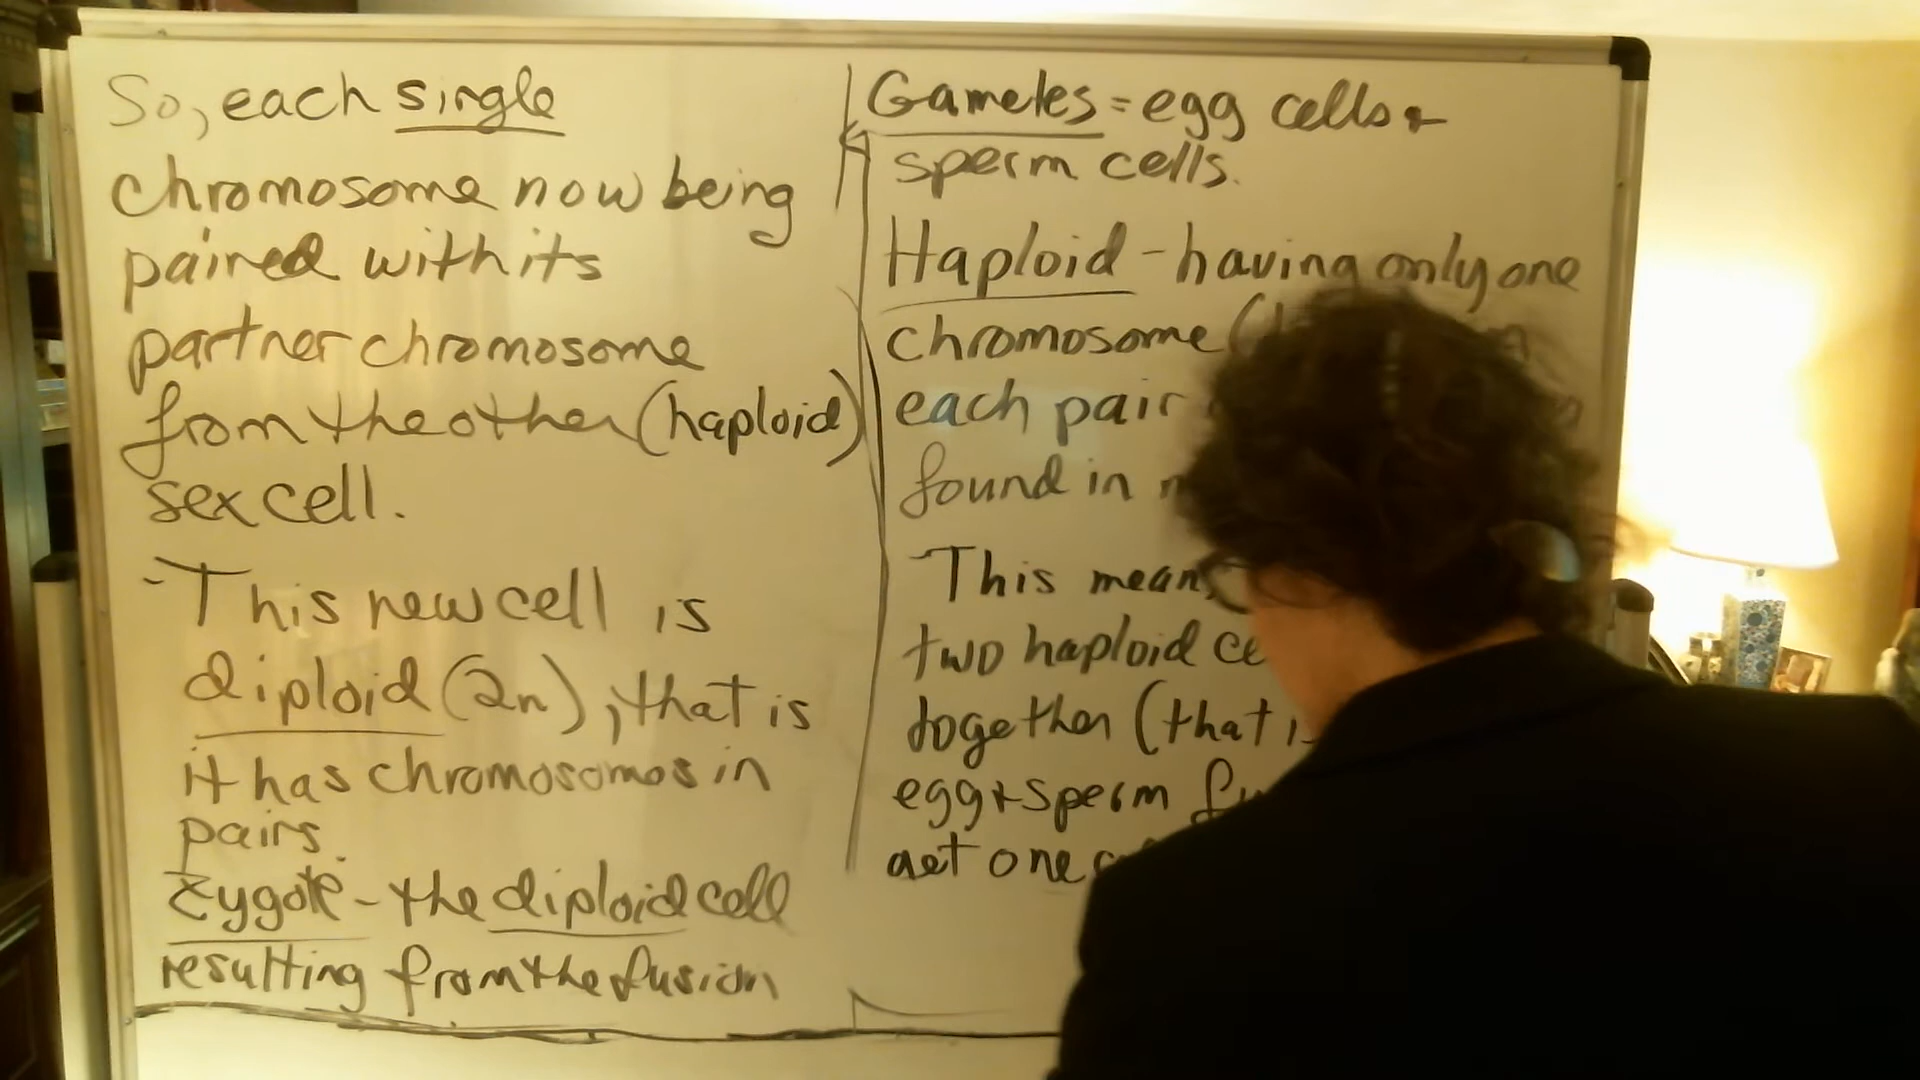 So, each single
chromosome now being
paired with its
partner chromosome
from the other (haploid)
sex cell.
-This new cell is
diploid (2n), that is
it has chromosomes in
pairs.
Zygote - the diploid cell
resulting from the fusion
Gametes = egg cells +
sperm cells.
Haploid - having only one
chromosome
each pair
found in
-This means
two haploid
together (that
egg + sperm
get one